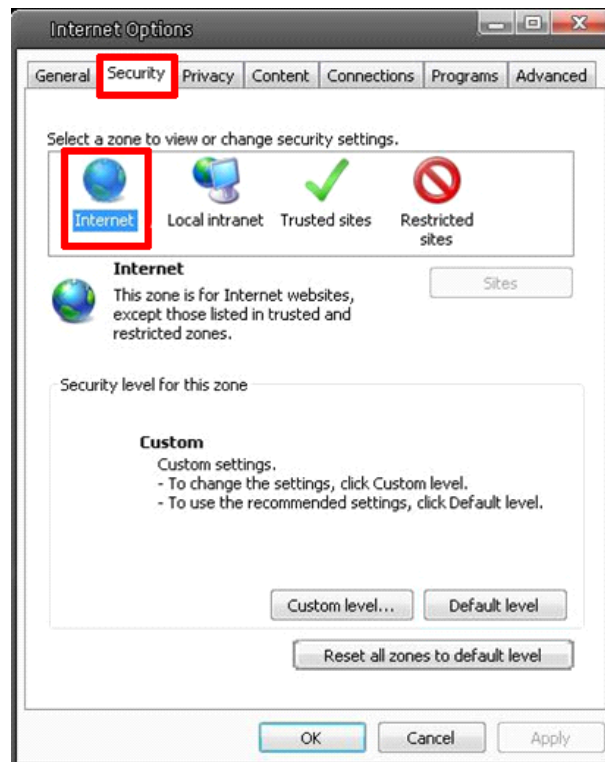 Internet Options
General Security Privacy Content Connections Programs Advanced
Select a zone to view or change security settings.
Internet Local intranet Trusted sites Restricted sites
Internet
Sites
This zone is for Internet websites,
except those listed in trusted and
restricted zones.
Security level for this zone
Custom
Custom settings.
- To change the settings, click Custom level.
- To use the recommended settings, click Default level.
Custom level... Default level
Reset all zones to default level
OK Cancel Apply